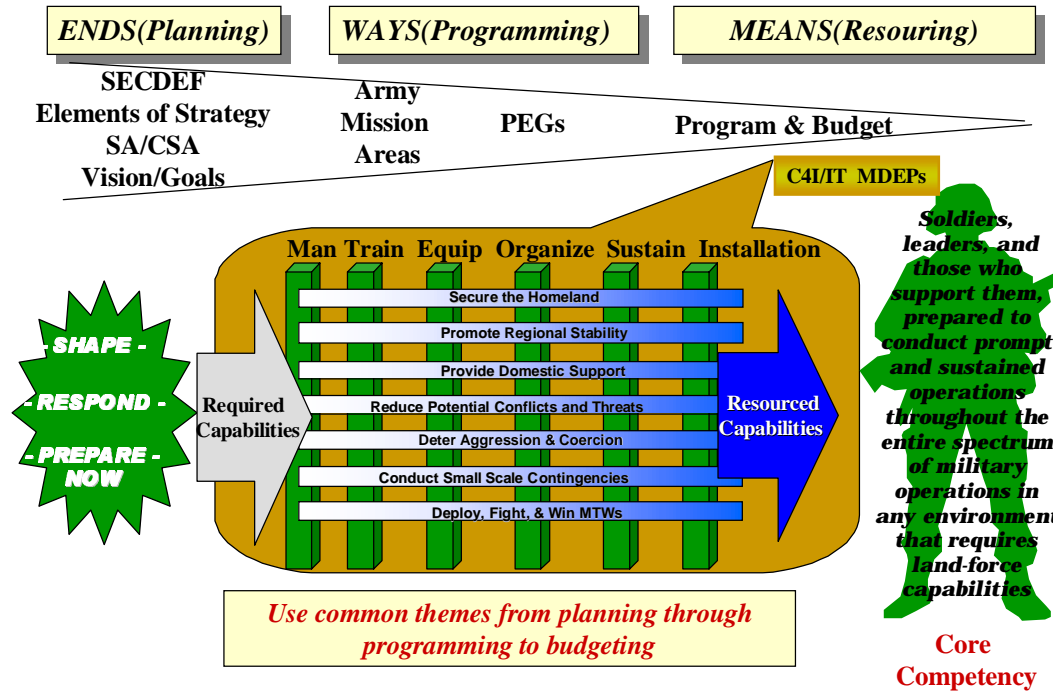 ENDS(Planning)
WAYS(Programming)
MEANS(Resouring)
SECDEF
Elements of Strategy
SA/CSA
Vision/Goals
Army
Mission
Areas
PEGs
Program & Budget
C4I/IT MDEPs
Man Train Equip Organize Sustain Installation
- SHAPE -
- RESPOND -
- PREPARE -
NOW
Required
Capabilities
Secure the Homeland
Promote Regional Stability
Provide Domestic Support
Reduce Potential Conflicts and Threats
Deter Aggression & Coercion
Conduct Small Scale Contingencies
Deploy, Fight, & Win MTWs
Resourced
Capabilities
Soldiers,
leaders, and
those who
support them,
prepared to
conduct prompt
and sustained
operations
throughout the
entire spectrum
of military
operations in
any environment
that requires
land-force
capabilities
Use common themes from planning through
programming to budgeting
Core
Competency